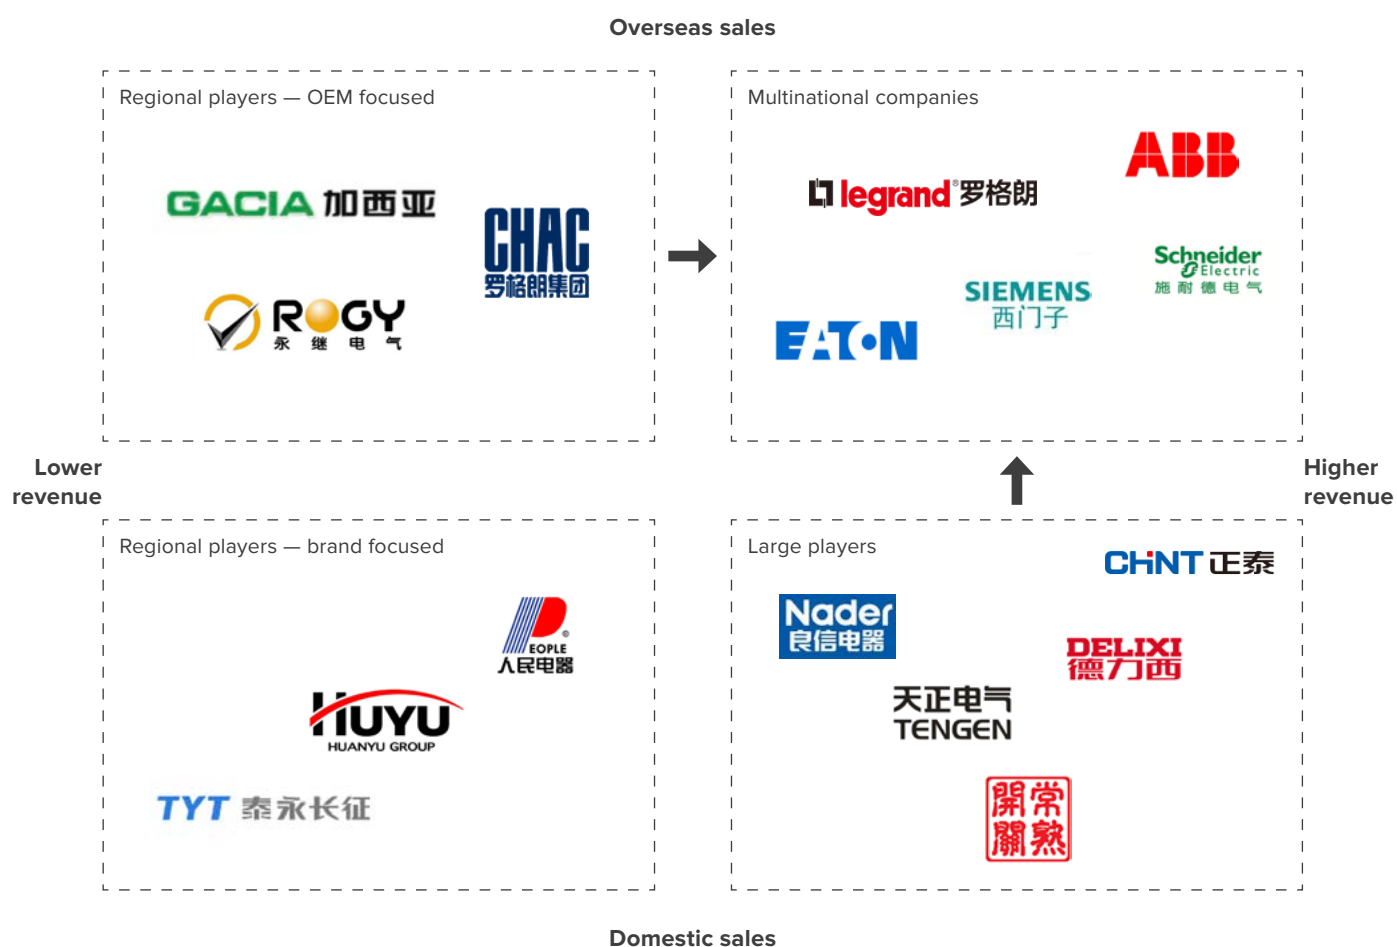 Overseas sales
Regional players — OEM focused
GACIA 加西亚
CHAC
罗格朗集团
ROGY
永继电气
Multinational companies
ABB
legrand® 罗格朗
Schneider
Electric
施耐德电气
SIEMENS
西门子
EATON
Lower
revenue
Higher
revenue
Regional players — brand focused
PEOPLE ®
人民电器
HUYU
HUANYU GROUP
TYT 泰永长征
Large players
CHINT 正泰
Nader
良信电器
DELIXI
德力西
天正电气
TENGEN
常熟
開關
Domestic sales